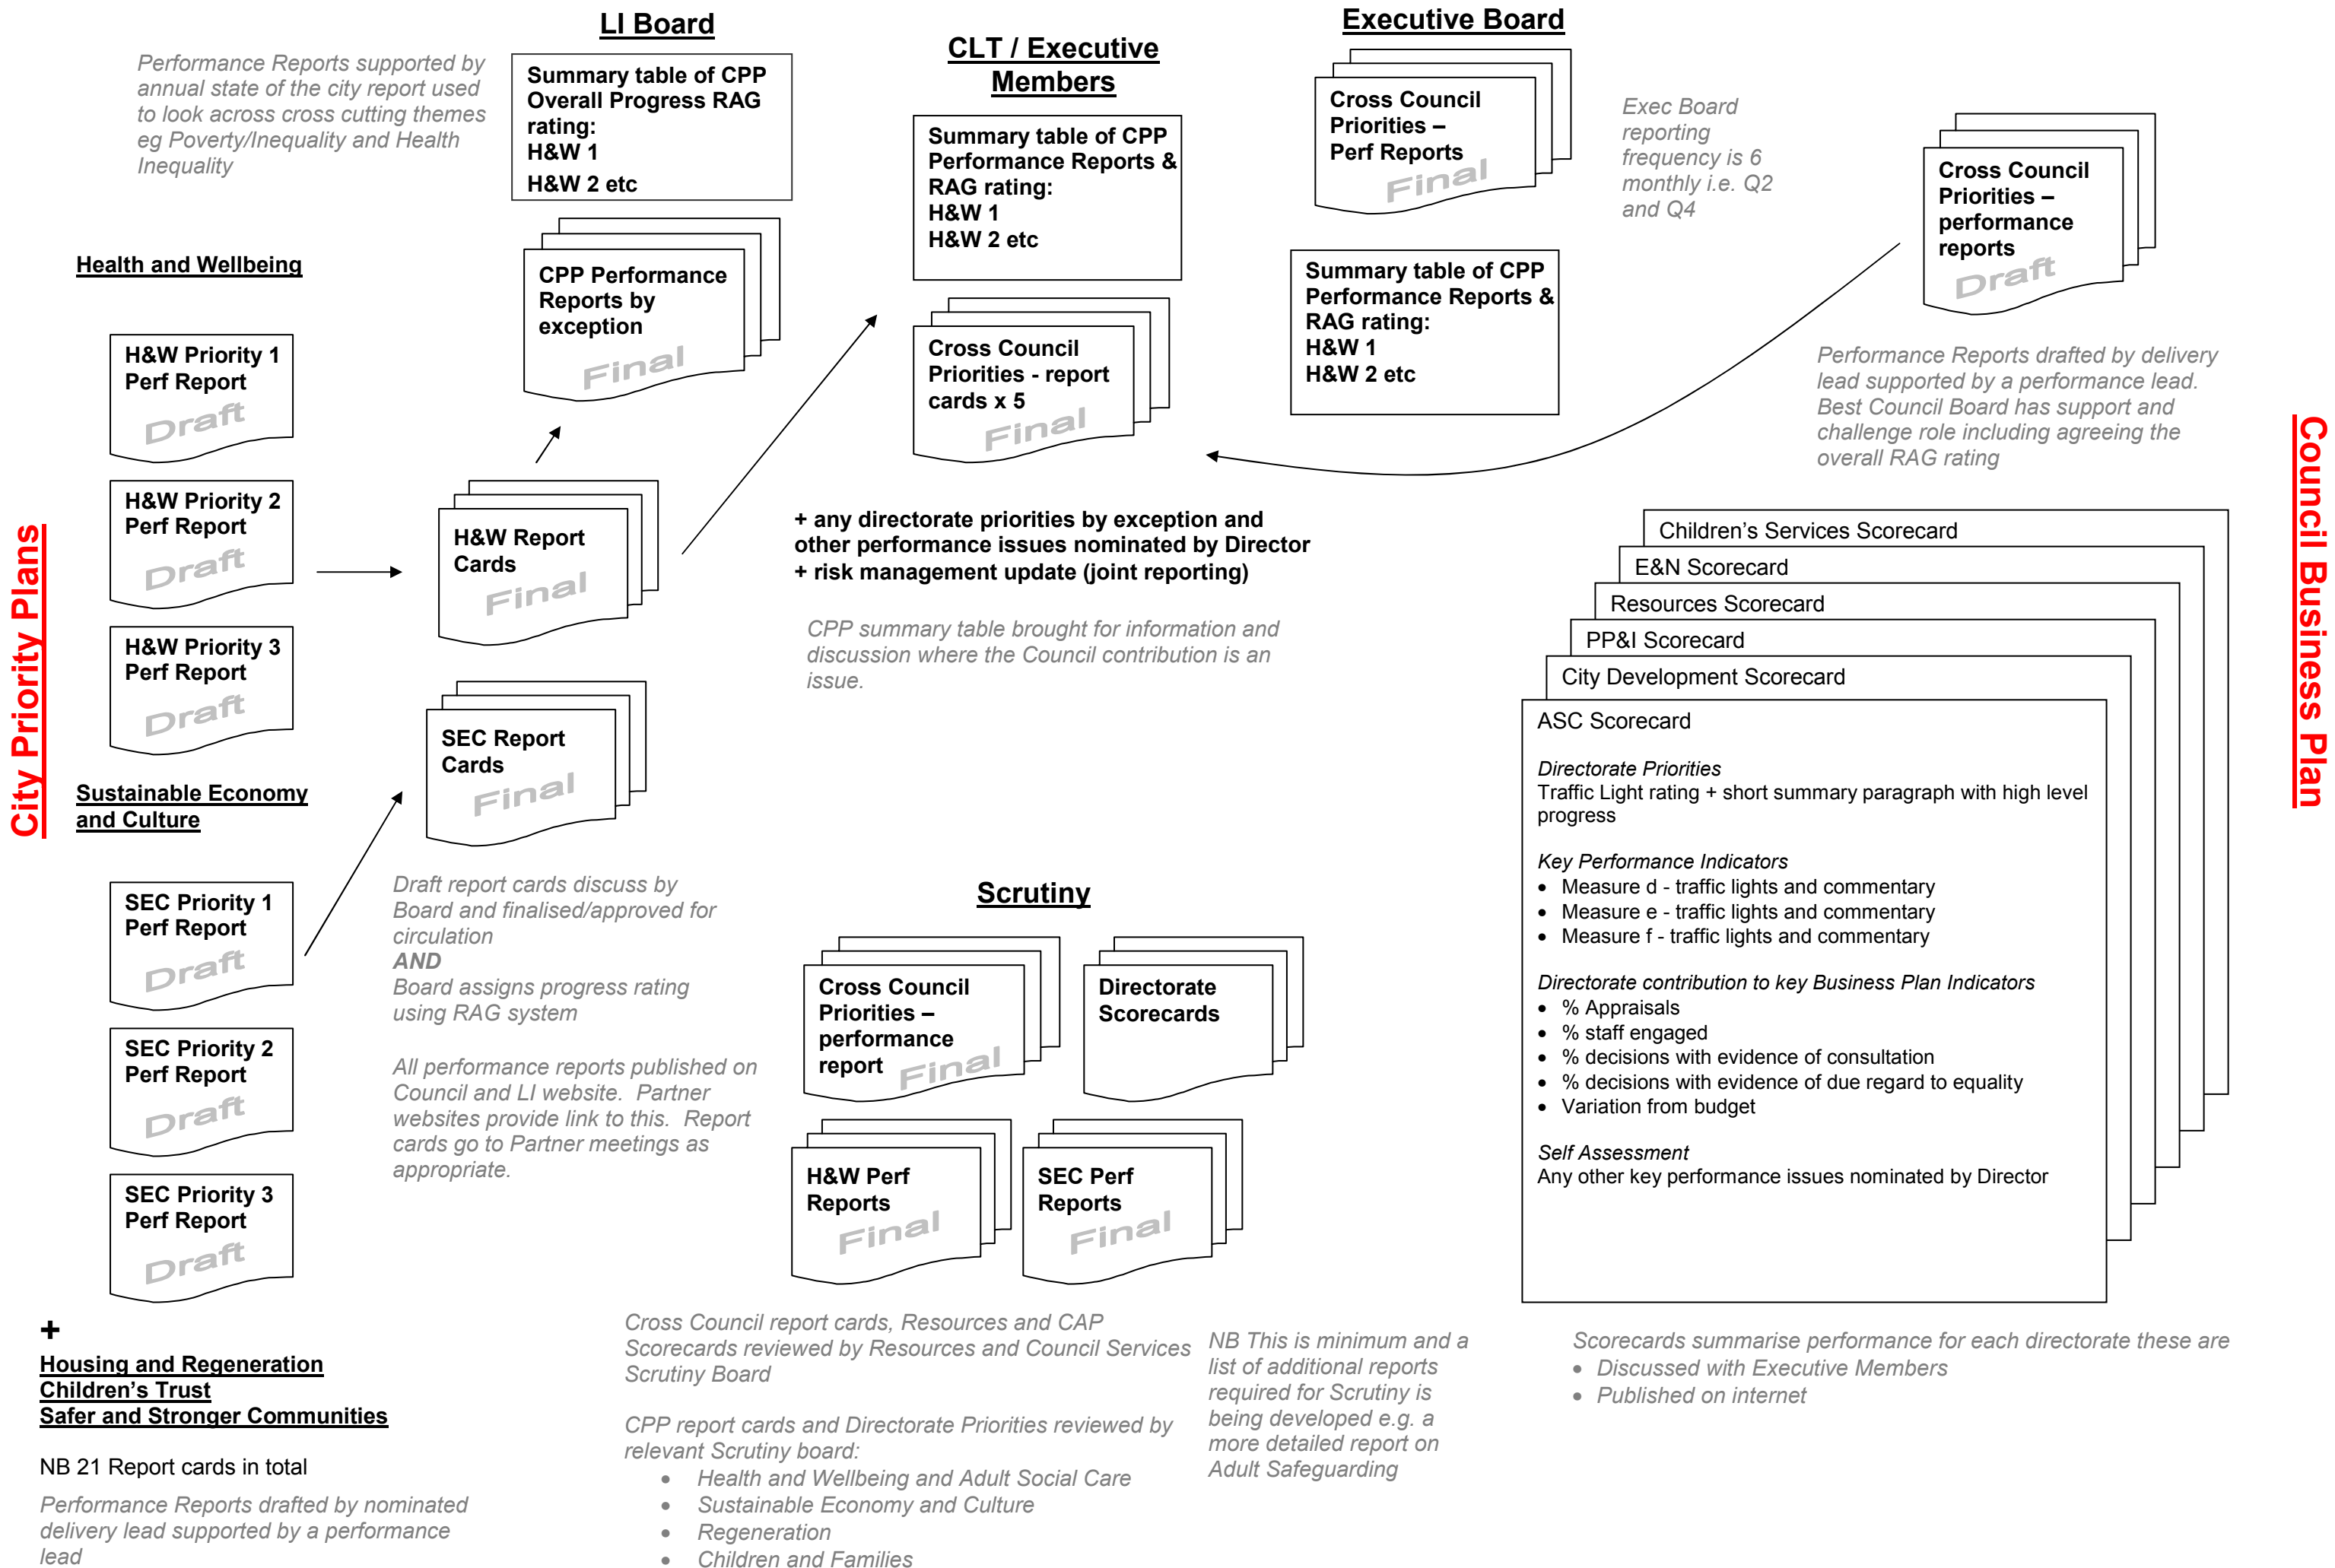 City Priority Plans
Performance Reports supported by
annual state of the city report used
to look across cross cutting themes
eg Poverty/Inequality and Health
Inequality
Health and Wellbeing
H&W Priority 1
Perf Report
Draft
H&W Priority 2
Perf Report
Draft
H&W Priority 3
Perf Report
Draft
Sustainable Economy
and Culture
SEC Priority 1
Perf Report
Draft
SEC Priority 2
Perf Report
Draft
SEC Priority 3
Perf Report
Draft
+
Housing and Regeneration
Children's Trust
Safer and Stronger Communities
NB 21 Report cards in total
Performance Reports drafted by nominated
delivery lead supported by a performance
lead
LI Board
Summary table of CPP
Overall Progress RAG
rating:
H&W 1
H&W 2 etc
CPP Performance
Reports by
exception
Final
H&W Report
Cards
Final
SEC Report
Cards
Final
Draft report cards discuss by
Board and finalised/approved for
circulation
AND
Board assigns progress rating
using RAG system
All performance reports published on
Council and LI website.  Partner
websites provide link to this.  Report
cards go to Partner meetings as
appropriate.
CLT / Executive
Members
Summary table of CPP
Performance Reports &
RAG rating:
H&W 1
H&W 2 etc
Cross Council
Priorities - report
cards x 5
Final
+ any directorate priorities by exception and
other performance issues nominated by Director
+ risk management update (joint reporting)
CPP summary table brought for information and
discussion where the Council contribution is an
issue.
Executive Board
Cross Council
Priorities –
Perf Reports
Final
Exec Board
reporting
frequency is 6
monthly i.e. Q2
and Q4
Summary table of CPP
Performance Reports &
RAG rating:
H&W 1
H&W 2 etc
Scrutiny
Cross Council
Priorities –
performance
report
Final
Directorate
Scorecards
H&W Perf
Reports
Final
SEC Perf
Reports
Final
Cross Council report cards, Resources and CAP
Scorecards reviewed by Resources and Council Services
Scrutiny Board
CPP report cards and Directorate Priorities reviewed by
relevant Scrutiny board:
• Health and Wellbeing and Adult Social Care
• Sustainable Economy and Culture
• Regeneration
• Children and Families
NB This is minimum and a
list of additional reports
required for Scrutiny is
being developed e.g. a
more detailed report on
Adult Safeguarding
Cross Council
Priorities –
performance
reports
Draft
Performance Reports drafted by delivery
lead supported by a performance lead.
Best Council Board has support and
challenge role including agreeing the
overall RAG rating
Children's Services Scorecard
E&N Scorecard
Resources Scorecard
PP&I Scorecard
City Development Scorecard
ASC Scorecard
Directorate Priorities
Traffic Light rating + short summary paragraph with high level
progress
Key Performance Indicators
• Measure d - traffic lights and commentary
• Measure e - traffic lights and commentary
• Measure f - traffic lights and commentary
Directorate contribution to key Business Plan Indicators
• % Appraisals
• % staff engaged
• % decisions with evidence of consultation
• % decisions with evidence of due regard to equality
• Variation from budget
Self Assessment
Any other key performance issues nominated by Director
Scorecards summarise performance for each directorate these are
• Discussed with Executive Members
• Published on internet
Council Business Plan